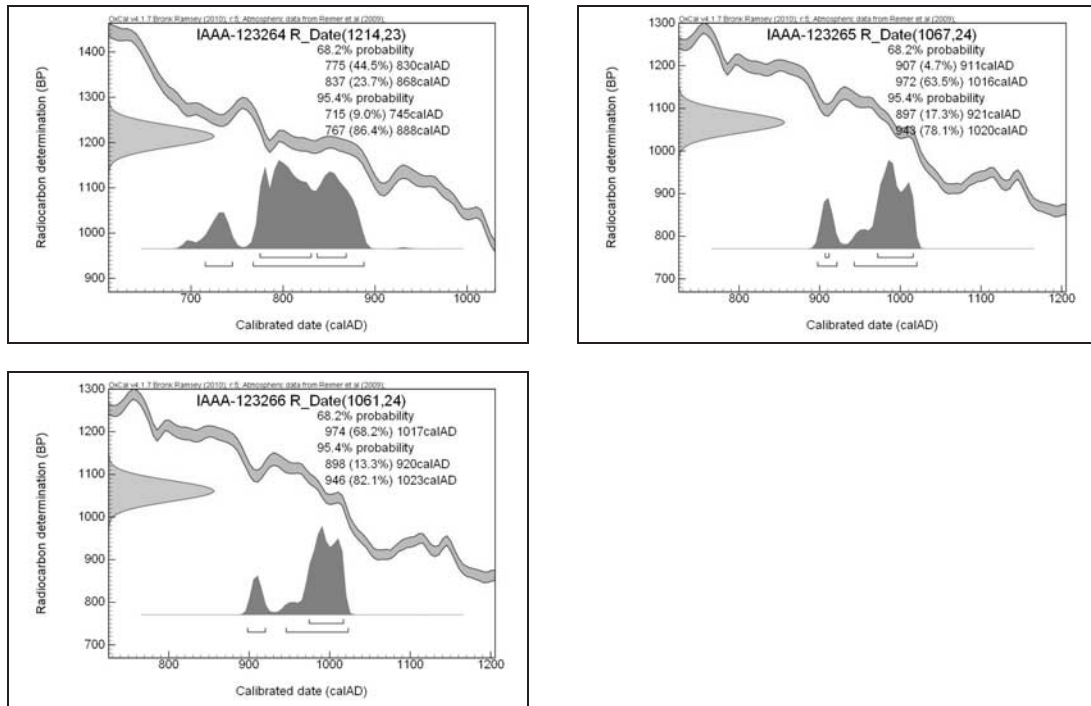 OxCal v4.1.7 Bronk Ramsey (2010); r:5; Atmospheric data from Reimer et al (2009);
IAAA-123264 R_Date(1214,23)
68.2% probability
775 (44.5%) 830calAD
837 (23.7%) 868calAD
95.4% probability
715 (9.0%) 745calAD
767 (86.4%) 888calAD
Radiocarbon determination (BP)
1400
1300
1200
1100
1000
900
700 800 900 1000
Calibrated date (calAD)
OxCal v4.1.7 Bronk Ramsey (2010); r:5; Atmospheric data from Reimer et al (2009);
IAAA-123265 R_Date(1067,24)
68.2% probability
907 (4.7%) 911calAD
972 (63.5%) 1016calAD
95.4% probability
897 (17.3%) 921calAD
943 (78.1%) 1020calAD
Radiocarbon determination (BP)
1300
1200
1100
1000
900
800
700
800 900 1000 1100 1200
Calibrated date (calAD)
OxCal v4.1.7 Bronk Ramsey (2010); r:5; Atmospheric data from Reimer et al (2009);
IAAA-123266 R_Date(1061,24)
68.2% probability
974 (68.2%) 1017calAD
95.4% probability
898 (13.3%) 920calAD
946 (82.1%) 1023calAD
Radiocarbon determination (BP)
1300
1200
1100
1000
900
800
700
800 900 1000 1100 1200
Calibrated date (calAD)